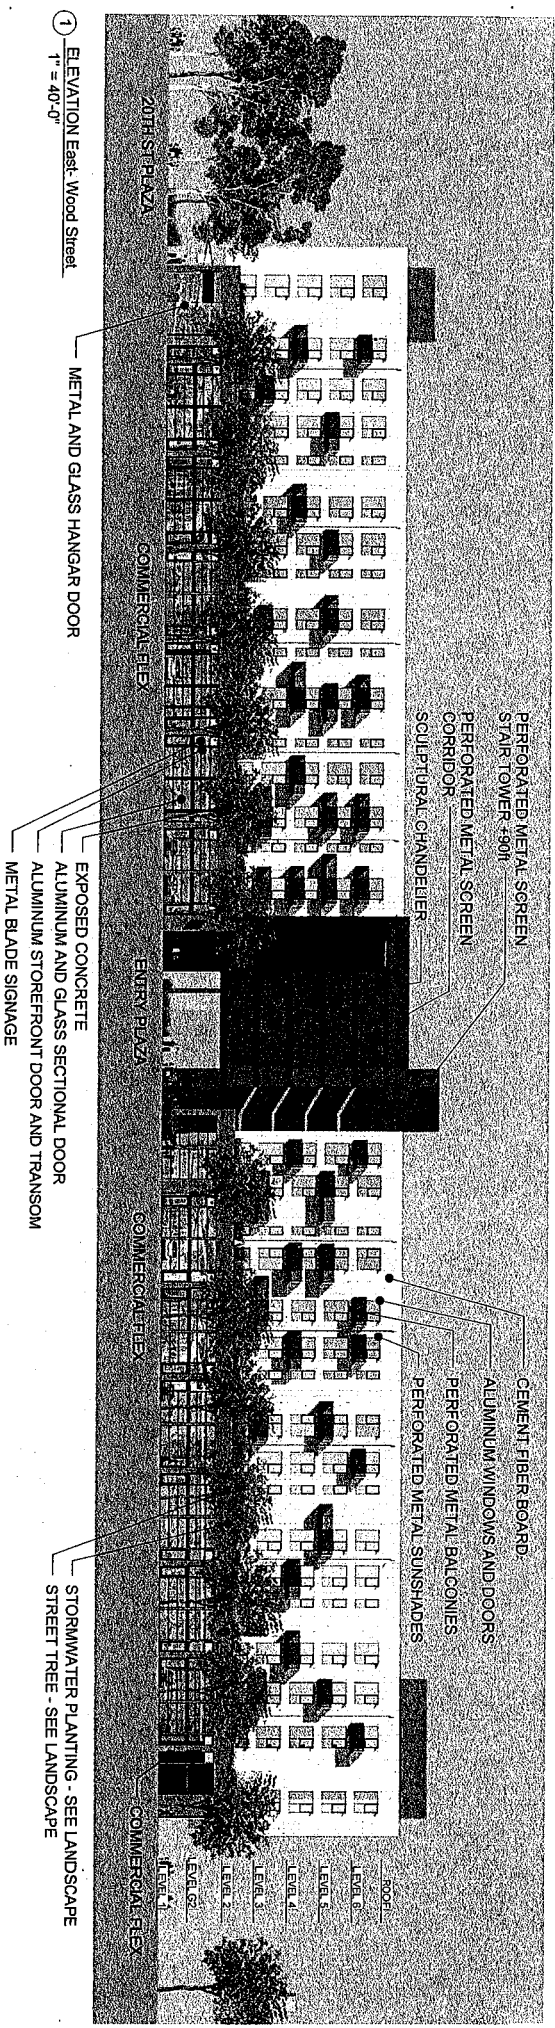 PERFORATED METAL SCREEN
STAIR TOWER +90ft
PERFORATED METAL SCREEN
CORRIDOR
SCULPTURAL CHANDELIER
CEMENT FIBER BOARD
ALUMINUM WINDOWS AND DOORS
PERFORATED METAL BALCONIES
PERFORATED METAL SUNSHADES
ROOF
LEVEL 6
LEVEL 5
LEVEL 4
LEVEL 3
LEVEL 2
LEVEL G2
LEVEL 1
20TH ST PLAZA
COMMERCIAL FLEX
ENTRY PLAZA
COMMERCIAL FLEX
COMMERCIAL FLEX
METAL AND GLASS HANGAR DOOR
EXPOSED CONCRETE
ALUMINUM AND GLASS SECTIONAL DOOR
ALUMINUM STOREFRONT DOOR AND TRANSOM
METAL BLADE SIGNAGE
STORMWATER PLANTING - SEE LANDSCAPE
STREET TREE - SEE LANDSCAPE
1 ELEVATION East- Wood Street
1" = 40'-0"